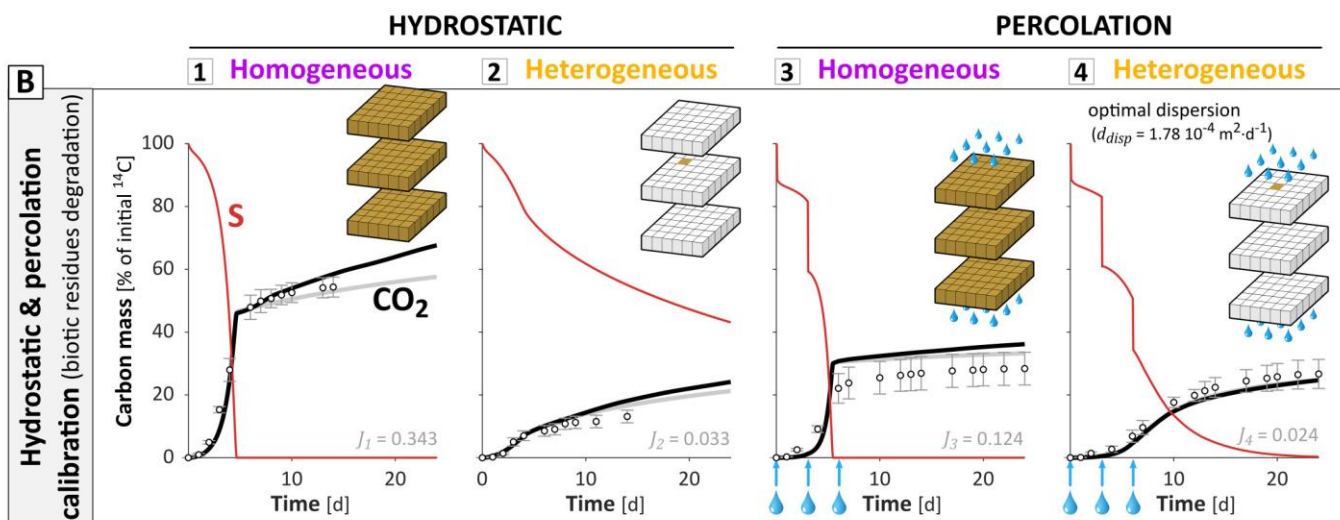 HYDROSTATIC
PERCOLATION
B
1 Homogeneous
2 Heterogeneous
3 Homogeneous
4 Heterogeneous
Hydrostatic & percolation
calibration (biotic residues degradation)
optimal dispersion
(d_disp = 1.78 10⁻⁴ m²·d⁻¹)
Carbon mass [% of initial ¹⁴C]
100
80
60
40
20
0
S
CO₂
J₁ = 0.343
J₂ = 0.033
J₃ = 0.124
J₄ = 0.024
10 20
0 10 20
10 20
10 20
Time [d]
Time [d]
Time [d]
Time [d]